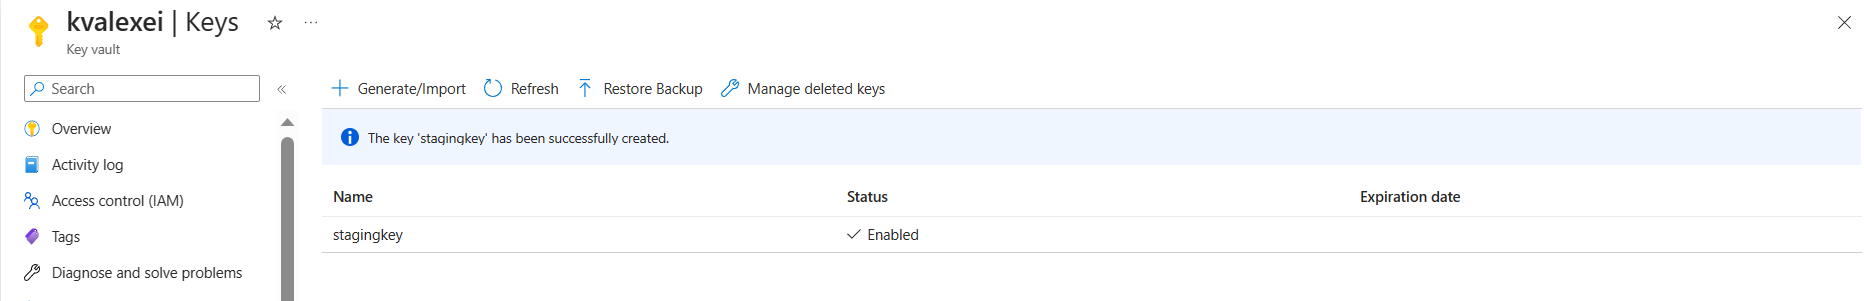 kvalexei | Keys
Key vault
Search
Generate/Import Refresh Restore Backup Manage deleted keys
Overview
The key 'stagingkey' has been successfully created.
Activity log
Name Status Expiration date
Access control (IAM)
stagingkey Enabled
Tags
Diagnose and solve problems